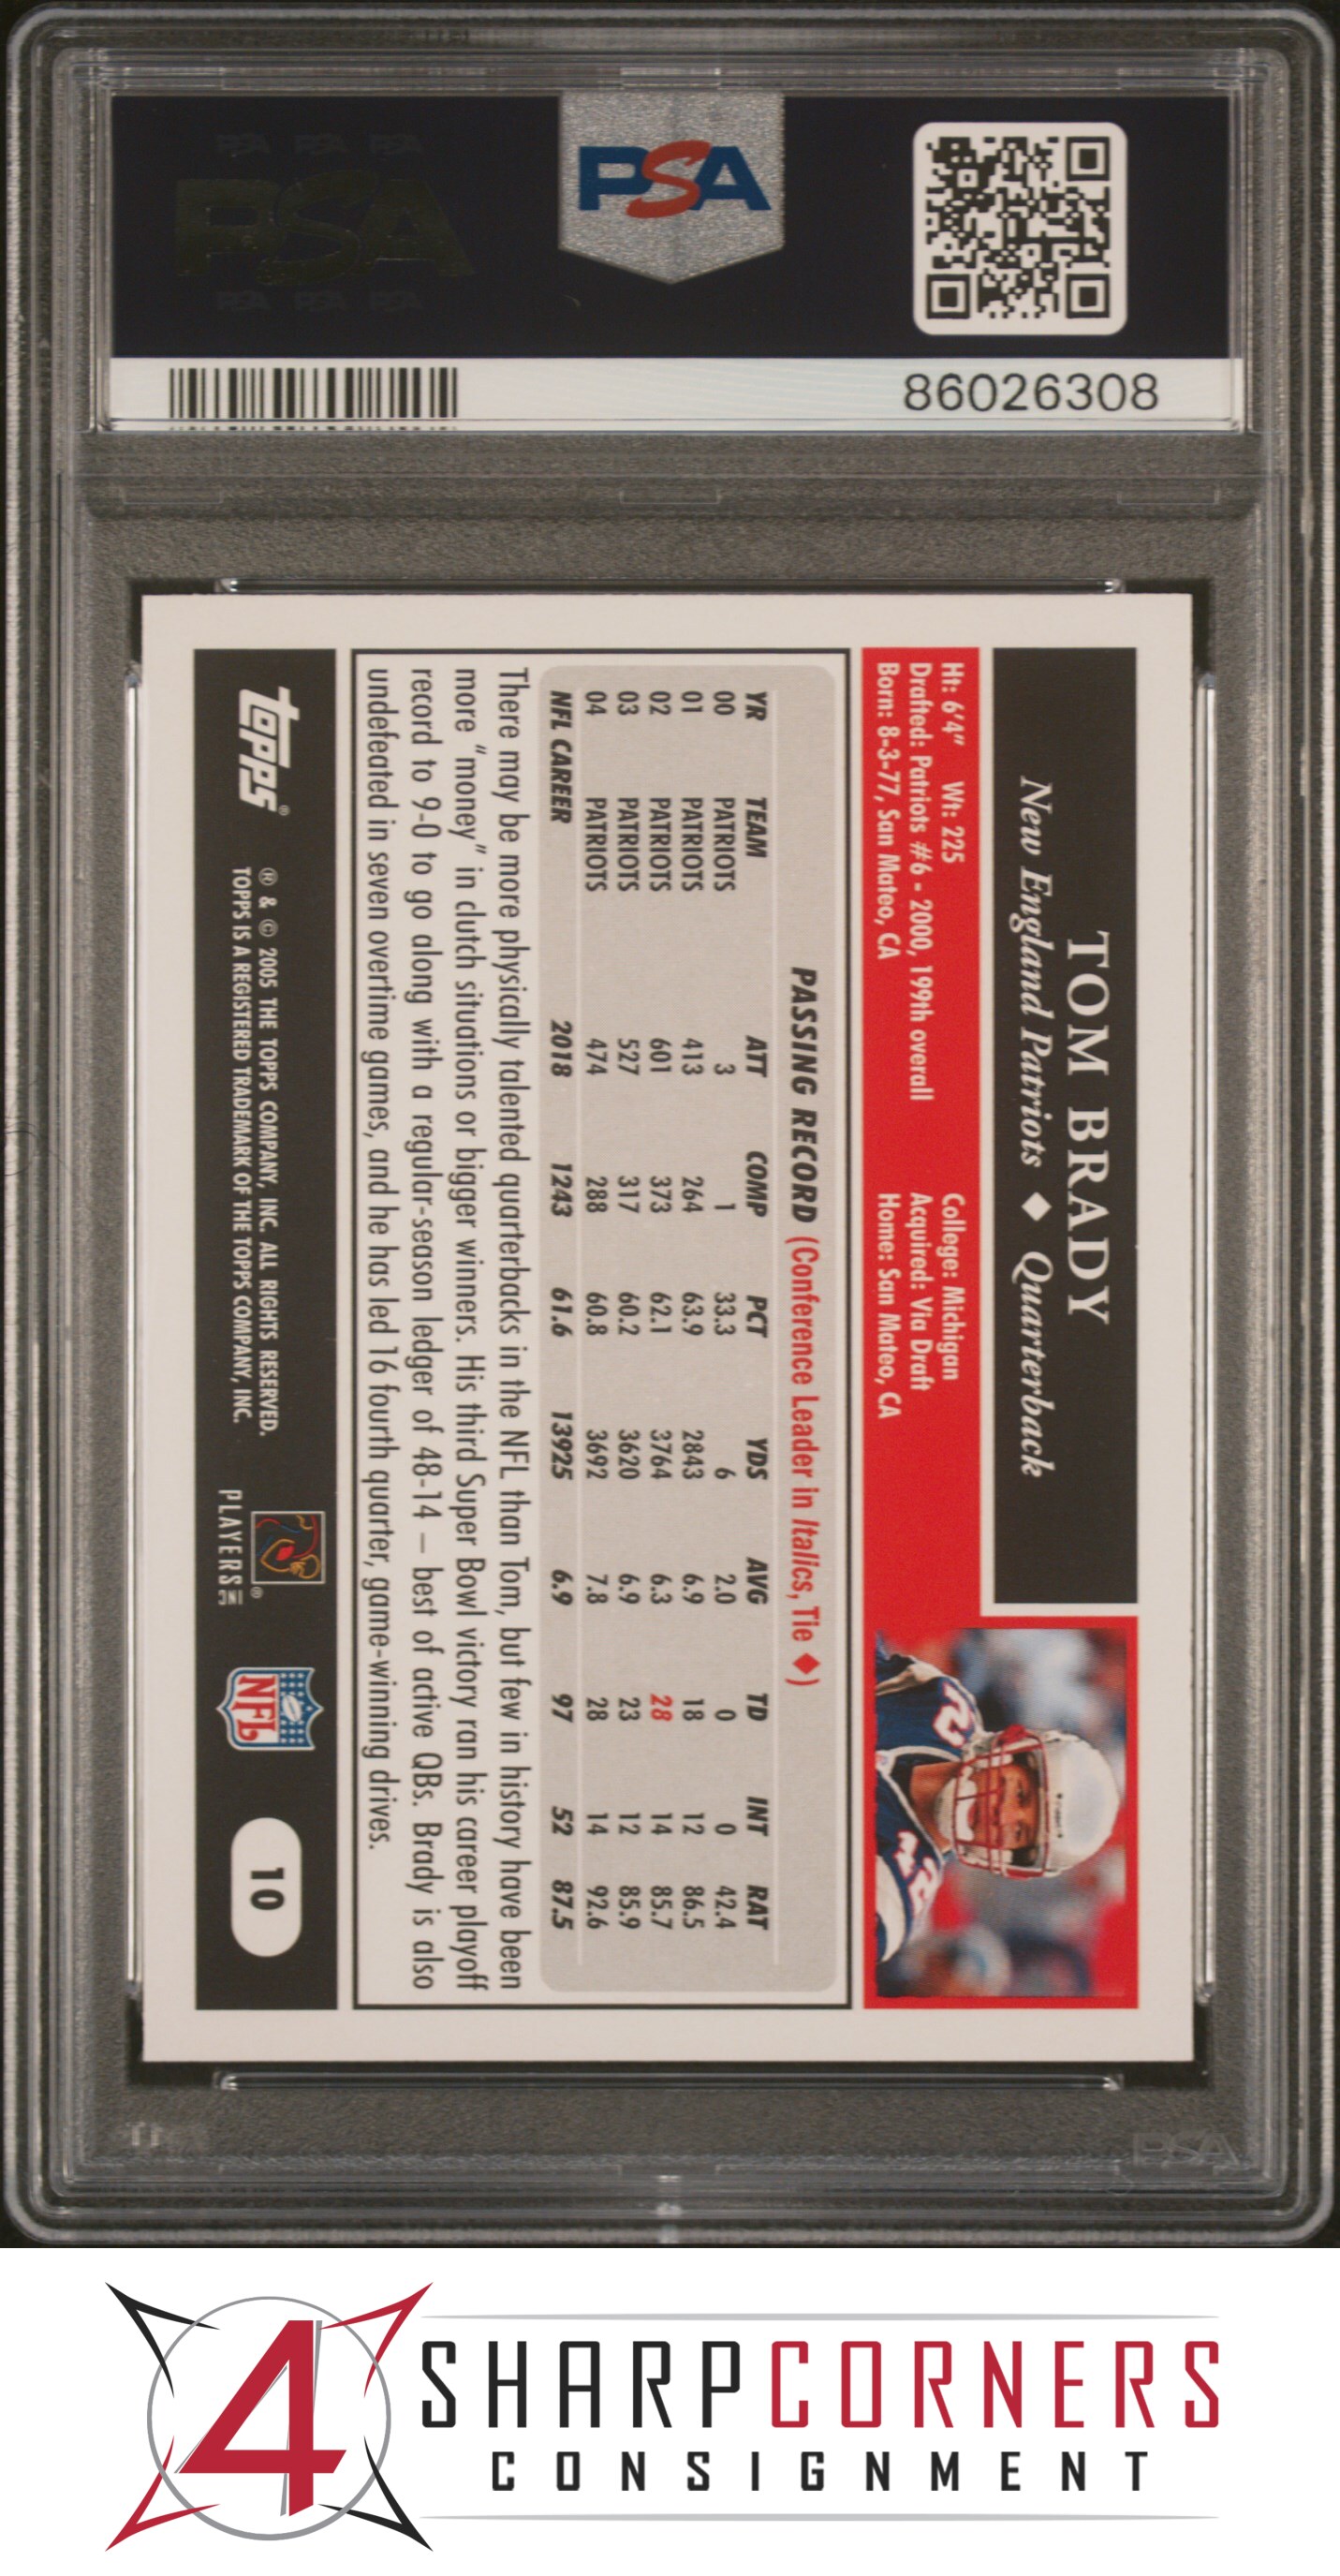 PSA PSA PSA
PSA
PSA PSA PSA
PSA
86026308
TOM BRADY
New England Patriots ♦ Quarterback
Ht: 6'4" Wt: 225 College: Michigan
Drafted: Patriots #6 - 2000, 199th overall Acquired: Via Draft
Born: 8-3-77, San Mateo, CA Home: San Mateo, CA
PASSING RECORD (Conference Leader in Italics, Tie ♦)
YR TEAM ATT COMP PCT YDS AVG TD INT RAT
00 PATRIOTS 3 1 33.3 6 2.0 0 0 42.4
01 PATRIOTS 413 264 63.9 2843 6.9 18 12 86.5
02 PATRIOTS 601 373 62.1 3764 6.3 28 14 85.7
03 PATRIOTS 527 317 60.2 3620 6.9 23 12 85.9
04 PATRIOTS 474 288 60.8 3692 7.8 28 14 92.6
NFL CAREER 2018 1243 61.6 13925 6.9 97 52 87.5
There may be more physically talented quarterbacks in the NFL than Tom, but few in history have been
more "money" in clutch situations or bigger winners. His third Super Bowl victory ran his career playoff
record to 9-0 to go along with a regular-season ledger of 48-14 – best of active QBs. Brady is also
undefeated in seven overtime games, and he has led 16 fourth quarter, game-winning drives.
topps®
® & © 2005 THE TOPPS COMPANY, INC. ALL RIGHTS RESERVED.
TOPPS IS A REGISTERED TRADEMARK OF THE TOPPS COMPANY, INC.
PLAYERS INC ®
NFL
10
PSA
4
SHARPCORNERS
CONSIGNMENT